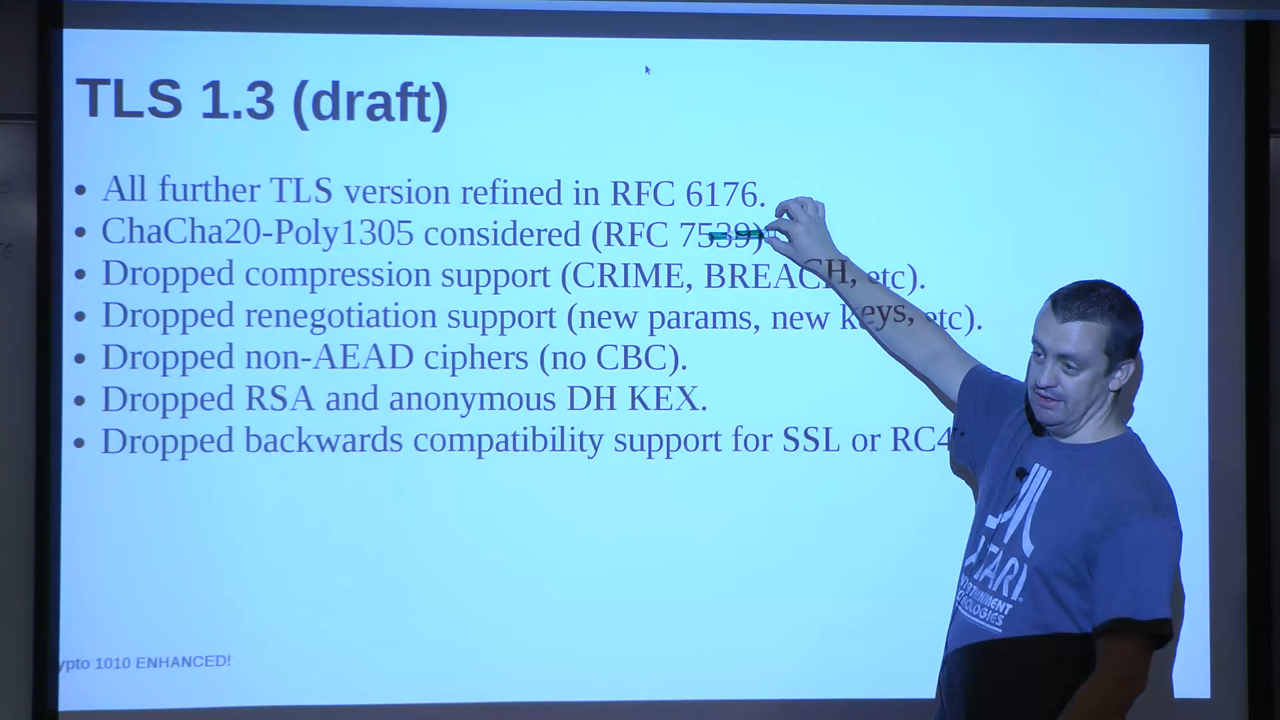 TLS 1.3 (draft)
• All further TLS version refined in RFC 6176.
• ChaCha20-Poly1305 considered (RFC 7539)
• Dropped compression support (CRIME, BREACH, etc).
• Dropped renegotiation support (new params, new keys, etc).
• Dropped non-AEAD ciphers (no CBC).
• Dropped RSA and anonymous DH KEX.
• Dropped backwards compatibility support for SSL or RC4
ypto 1010 ENHANCED!
ATARI